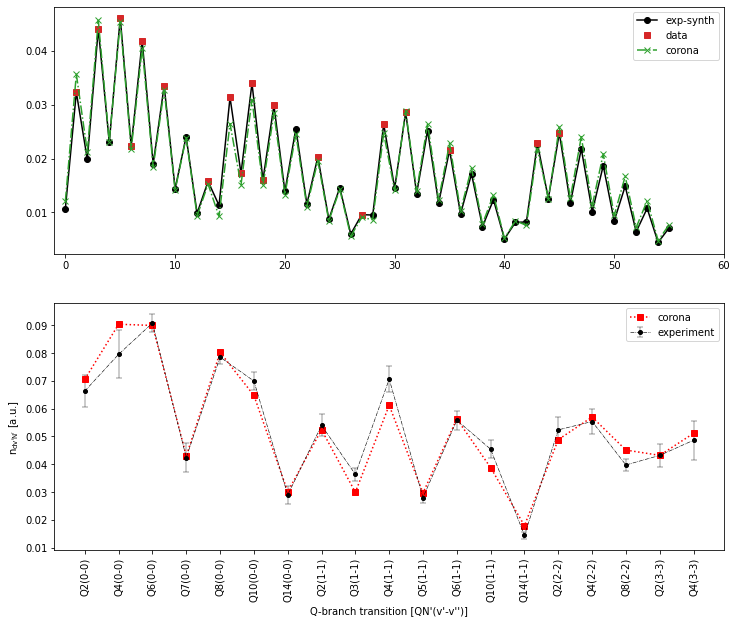 0.04
0.03
0.02
0.01
0 10 20 30 40 50 60
exp-synth
data
corona
0.09
0.08
0.07
0.06
0.05
0.04
0.03
0.02
0.01
n_{dv'N'} [a.u.]
corona
experiment
Q2(0-0) Q4(0-0) Q6(0-0) Q7(0-0) Q8(0-0) Q10(0-0) Q14(0-0) Q2(1-1) Q3(1-1) Q4(1-1) Q5(1-1) Q6(1-1) Q10(1-1) Q14(1-1) Q2(2-2) Q4(2-2) Q8(2-2) Q2(3-3) Q4(3-3)
Q-branch transition [QN'(v'-v'')]